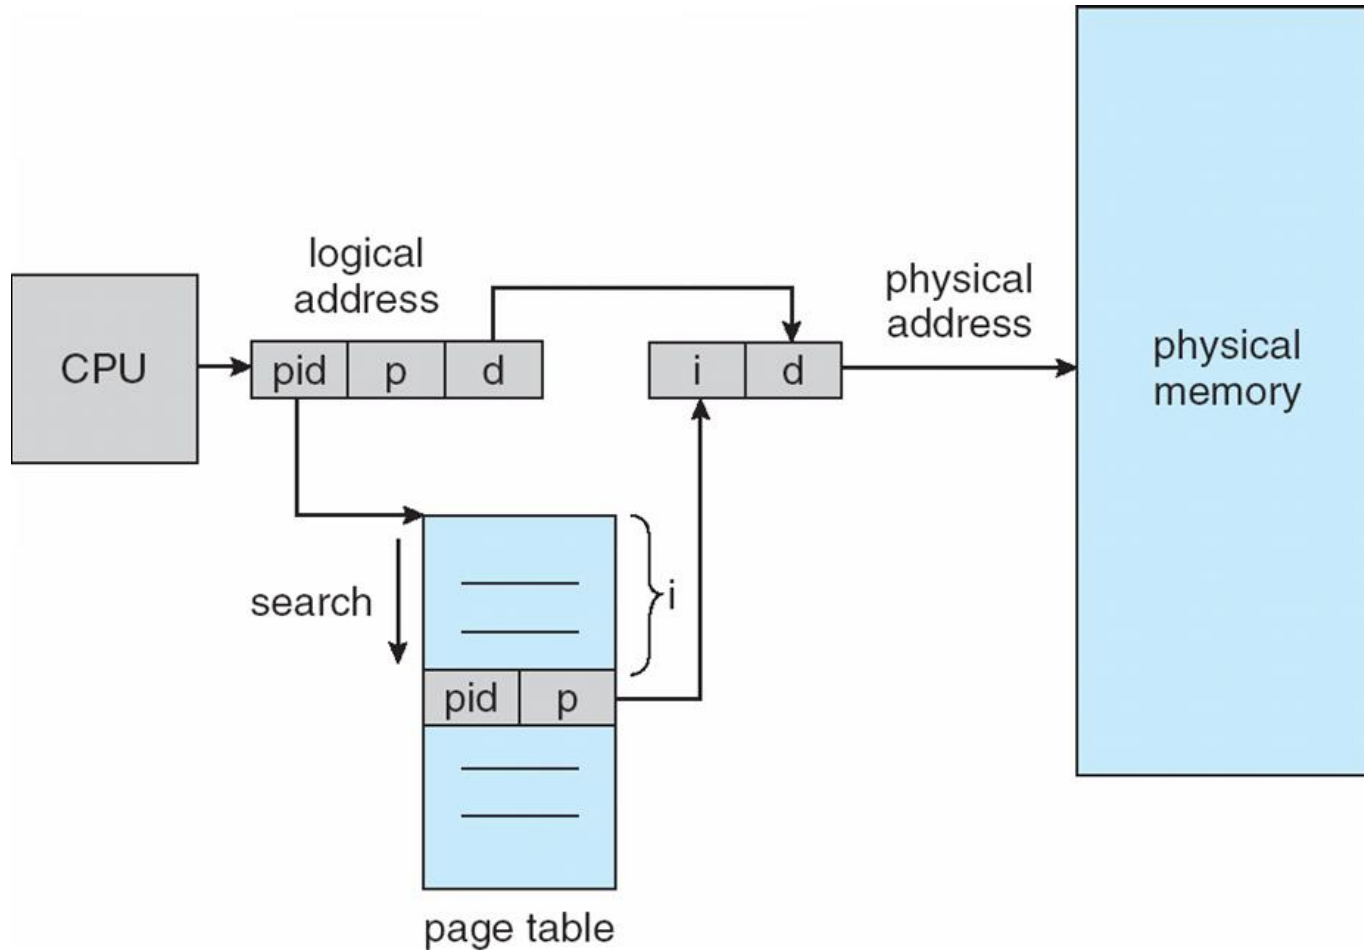 logical
address
physical
address
CPU
pid
p
d
i
d
physical
memory
search
i
pid
p
page table